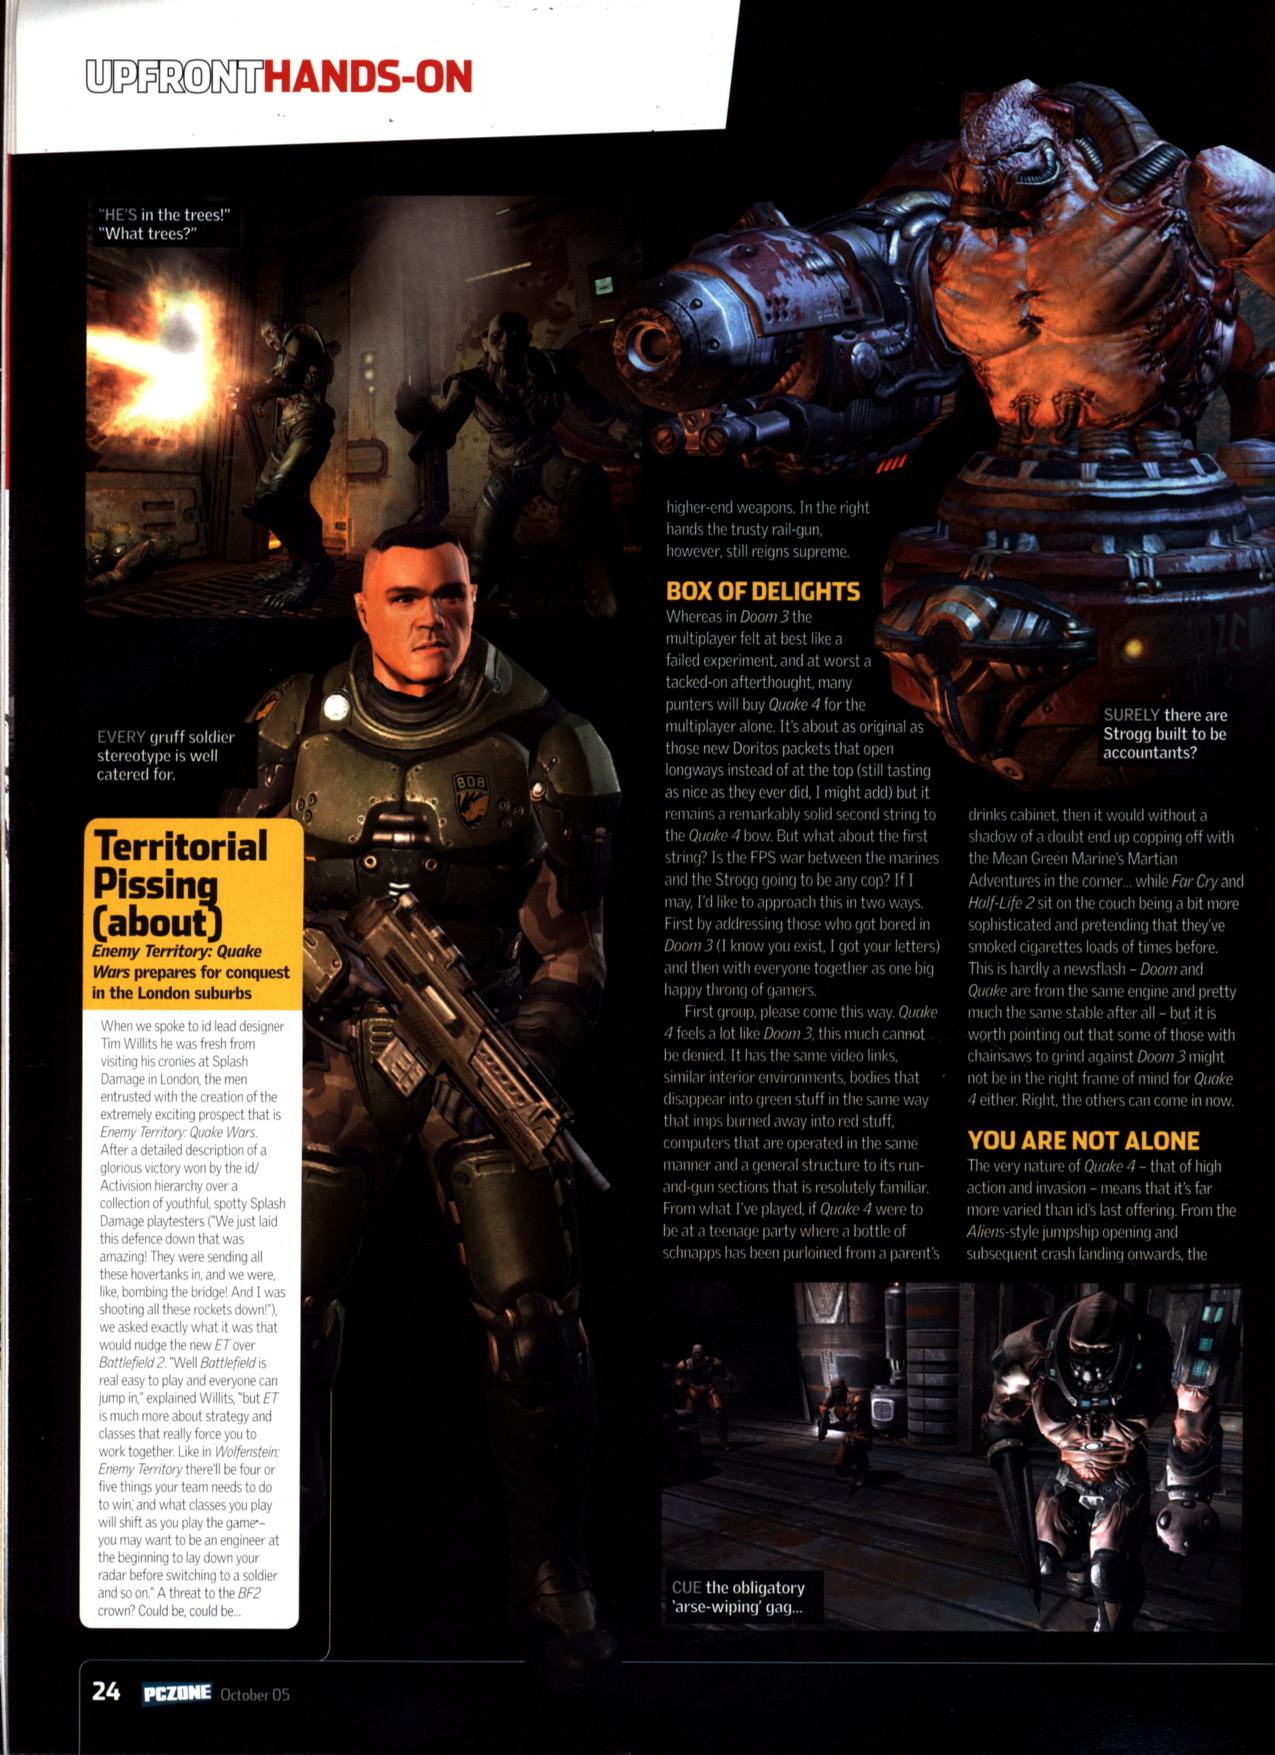 UPFRONTHANDS-ON
"HE'S in the trees!"
"What trees?"
EVERY gruff soldier
stereotype is well
catered for.
808
Territorial
Pissing
(about)
Enemy Territory: Quake
Wars prepares for conquest
in the London suburbs
When we spoke to id lead designer
Tim Willits he was fresh from
visiting his cronies at Splash
Damage in London, the men
entrusted with the creation of the
extremely exciting prospect that is
Enemy Territory: Quake Wars.
After a detailed description of a
glorious victory won by the id/
Activision hierarchy over a
collection of youthful, spotty Splash
Damage playtesters ("We just laid
this defence down that was
amazing! They were sending all
these hovertanks in, and we were,
like, bombing the bridge! And I was
shooting all these rockets down!"),
we asked exactly what it was that
would nudge the new ET over
Battlefield 2. "Well Battlefield is
real easy to play and everyone can
jump in," explained Willits, "but ET
is much more about strategy and
classes that really force you to
work together. Like in Wolfenstein:
Enemy Territory there'll be four or
five things your team needs to do
to win; and what classes you play
will shift as you play the game –
you may want to be an engineer at
the beginning to lay down your
radar before switching to a soldier
and so on." A threat to the BF2
crown? Could be, could be...
higher-end weapons. In the right
hands the trusty rail-gun,
however, still reigns supreme.
BOX OF DELIGHTS
Whereas in Doom 3 the
multiplayer felt at best like a
failed experiment, and at worst a
tacked-on afterthought, many
punters will buy Quake 4 for the
multiplayer alone. It's about as original as
those new Doritos packets that open
longways instead of at the top (still tasting
as nice as they ever did, I might add) but it
remains a remarkably solid second string to
the Quake 4 bow. But what about the first
string? Is the FPS war between the marines
and the Strogg going to be any cop? If I
may, I'd like to approach this in two ways.
First by addressing those who got bored in
Doom 3 (I know you exist, I got your letters)
and then with everyone together as one big
happy throng of gamers.
First group, please come this way. Quake
4 feels a lot like Doom 3, this much cannot
be denied. It has the same video links,
similar interior environments, bodies that
disappear into green stuff in the same way
that imps burned away into red stuff,
computers that are operated in the same
manner and a general structure to its run-
and-gun sections that is resolutely familiar.
From what I've played, if Quake 4 were to
be at a teenage party where a bottle of
schnapps has been purloined from a parent's
SURELY there are
Strogg built to be
accountants?
drinks cabinet, then it would without a
shadow of a doubt end up copping off with
the Mean Green Marine's Martian
Adventures in the corner... while Far Cry and
Half-Life 2 sit on the couch being a bit more
sophisticated and pretending that they've
smoked cigarettes loads of times before.
This is hardly a newsflash – Doom and
Quake are from the same engine and pretty
much the same stable after all – but it is
worth pointing out that some of those with
chainsaws to grind against Doom 3 might
not be in the right frame of mind for Quake
4 either. Right, the others can come in now.
YOU ARE NOT ALONE
The very nature of Quake 4 – that of high
action and invasion – means that it's far
more varied than id's last offering. From the
Aliens-style jumpship opening and
subsequent crash landing onwards, the
CUE the obligatory
'arse-wiping' gag...
24 PCZONE October 05